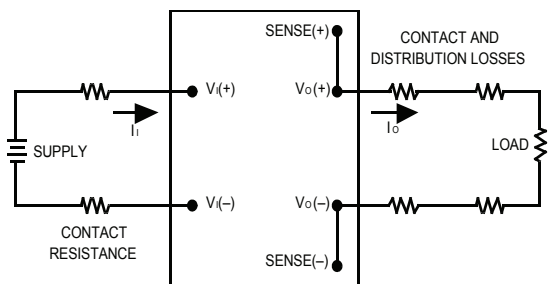 SENSE(+)
CONTACT AND
DISTRIBUTION LOSSES
VI(+)
VO(+)
II
IO
SUPPLY
LOAD
VI(–)
VO(–)
CONTACT
RESISTANCE
SENSE(–)